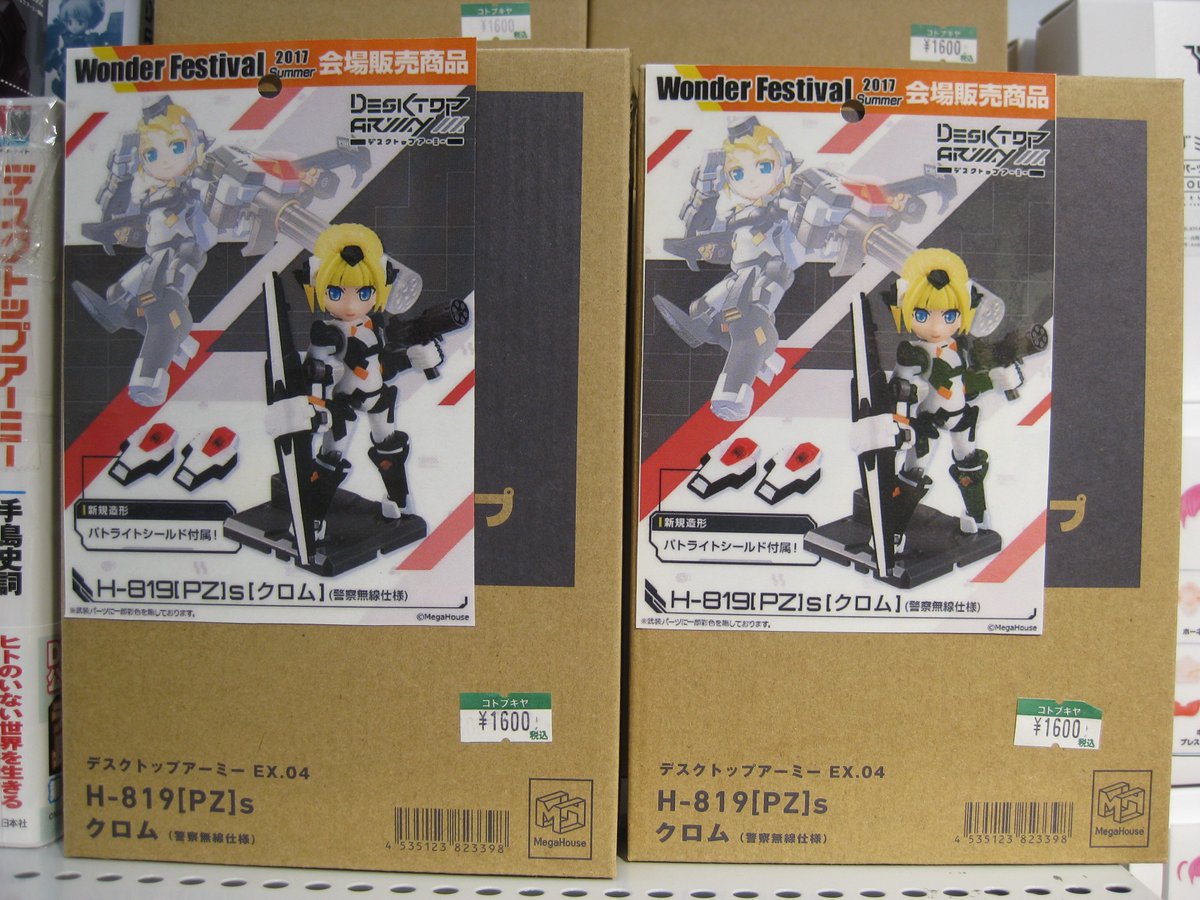 デスクトップアーミー
手島史詞
ヒトのいない世界を生きる
日本社
コトブキヤ
¥1600
税込
コトブキヤ
¥1600
税込
Wonder Festival 2017 Summer 会場販売商品
DESKTOP ARMY
デスクトップアーミー
新規造形
パトライトシールド付属!
H-819[PZ]s[クロム](警察無線仕様)
※武装パーツに一部彩色を施しております。
©MegaHouse
プ
コトブキヤ
¥1600
税込
デスクトップアーミー EX.04
H-819[PZ]s
クロム(警察無線仕様)
4 535123 823398
MegaHouse
Wonder Festival 2017 Summer 会場販売商品
DESKTOP ARMY
デスクトップアーミー
新規造形
パトライトシールド付属!
H-819[PZ]s[クロム](警察無線仕様)
※武装パーツに一部彩色を施しております。
©MegaHouse
プ
コトブキヤ
¥1600
税込
デスクトップアーミー EX.04
H-819[PZ]s
クロム(警察無線仕様)
4 535123 823398
MegaHouse